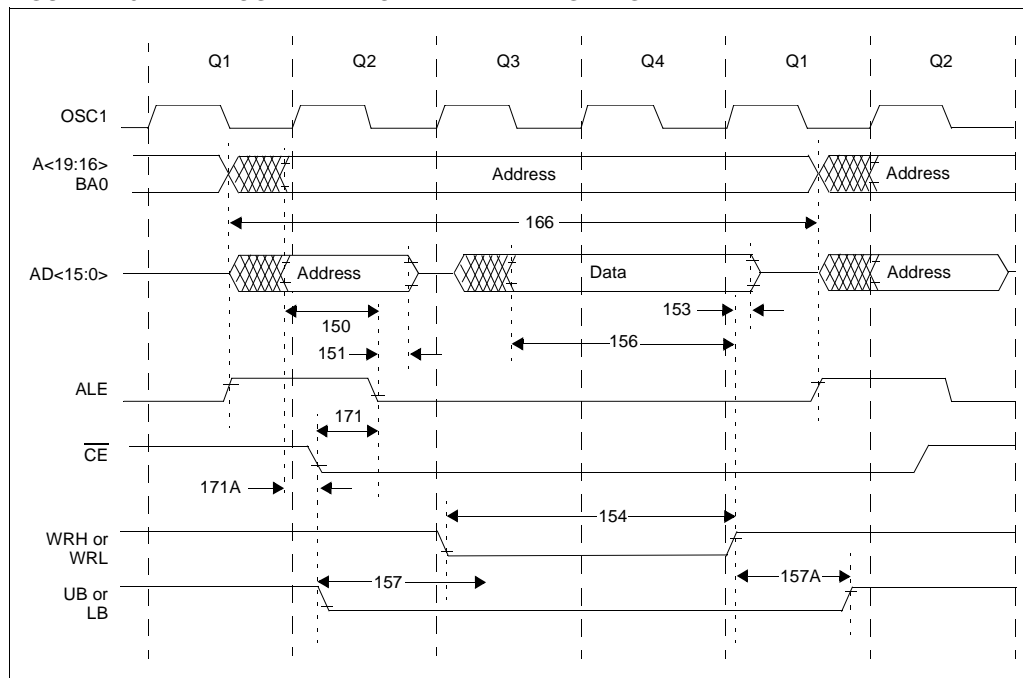 Q1 Q2 Q3 Q4 Q1 Q2
OSC1
A<19:16>
BA0
Address Address
166
AD<15:0>
Address Data Address
150
153
151
156
ALE
171
CE
171A
154
WRH or
WRL
157
157A
UB or
LB